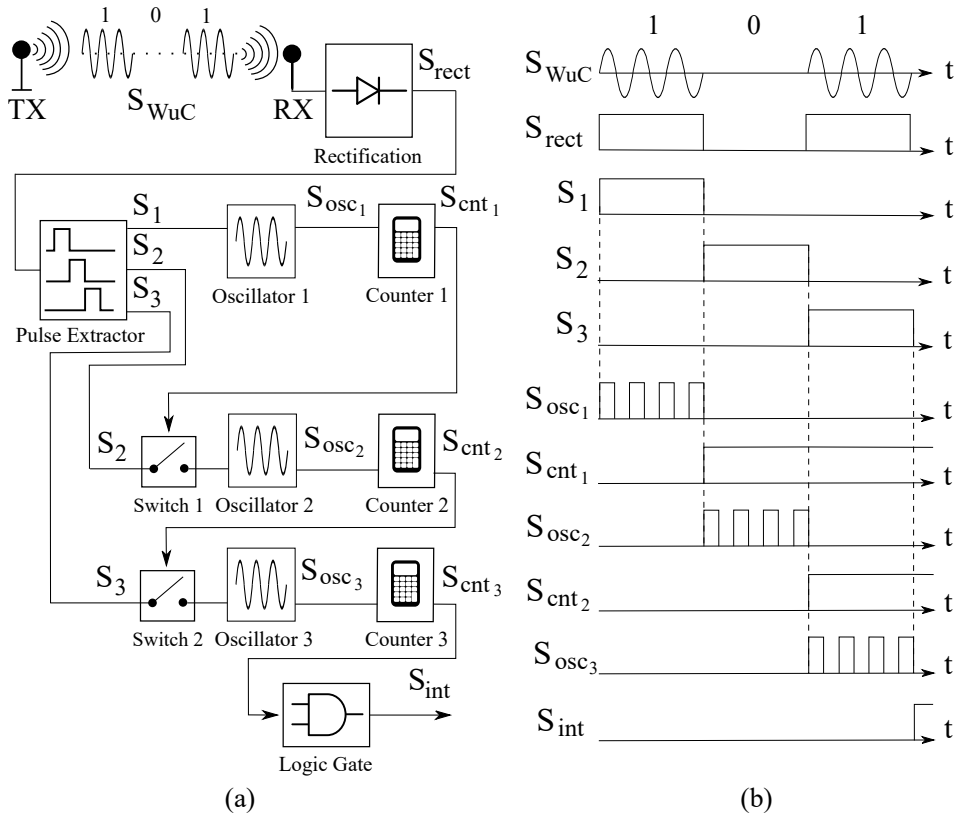 1 0 1
TX
S_WuC
RX
S_rect
Rectification
S_1
S_2
S_3
Pulse Extractor
S_osc_1
Oscillator 1
S_cnt_1
Counter 1
S_2
Switch 1
S_osc_2
Oscillator 2
S_cnt_2
Counter 2
S_3
Switch 2
S_osc_3
Oscillator 3
S_cnt_3
Counter 3
S_int
Logic Gate
(a)
1 0 1
S_WuC t
S_rect t
S_1 t
S_2 t
S_3 t
S_osc_1 t
S_cnt_1 t
S_osc_2 t
S_cnt_2 t
S_osc_3 t
S_int t
(b)